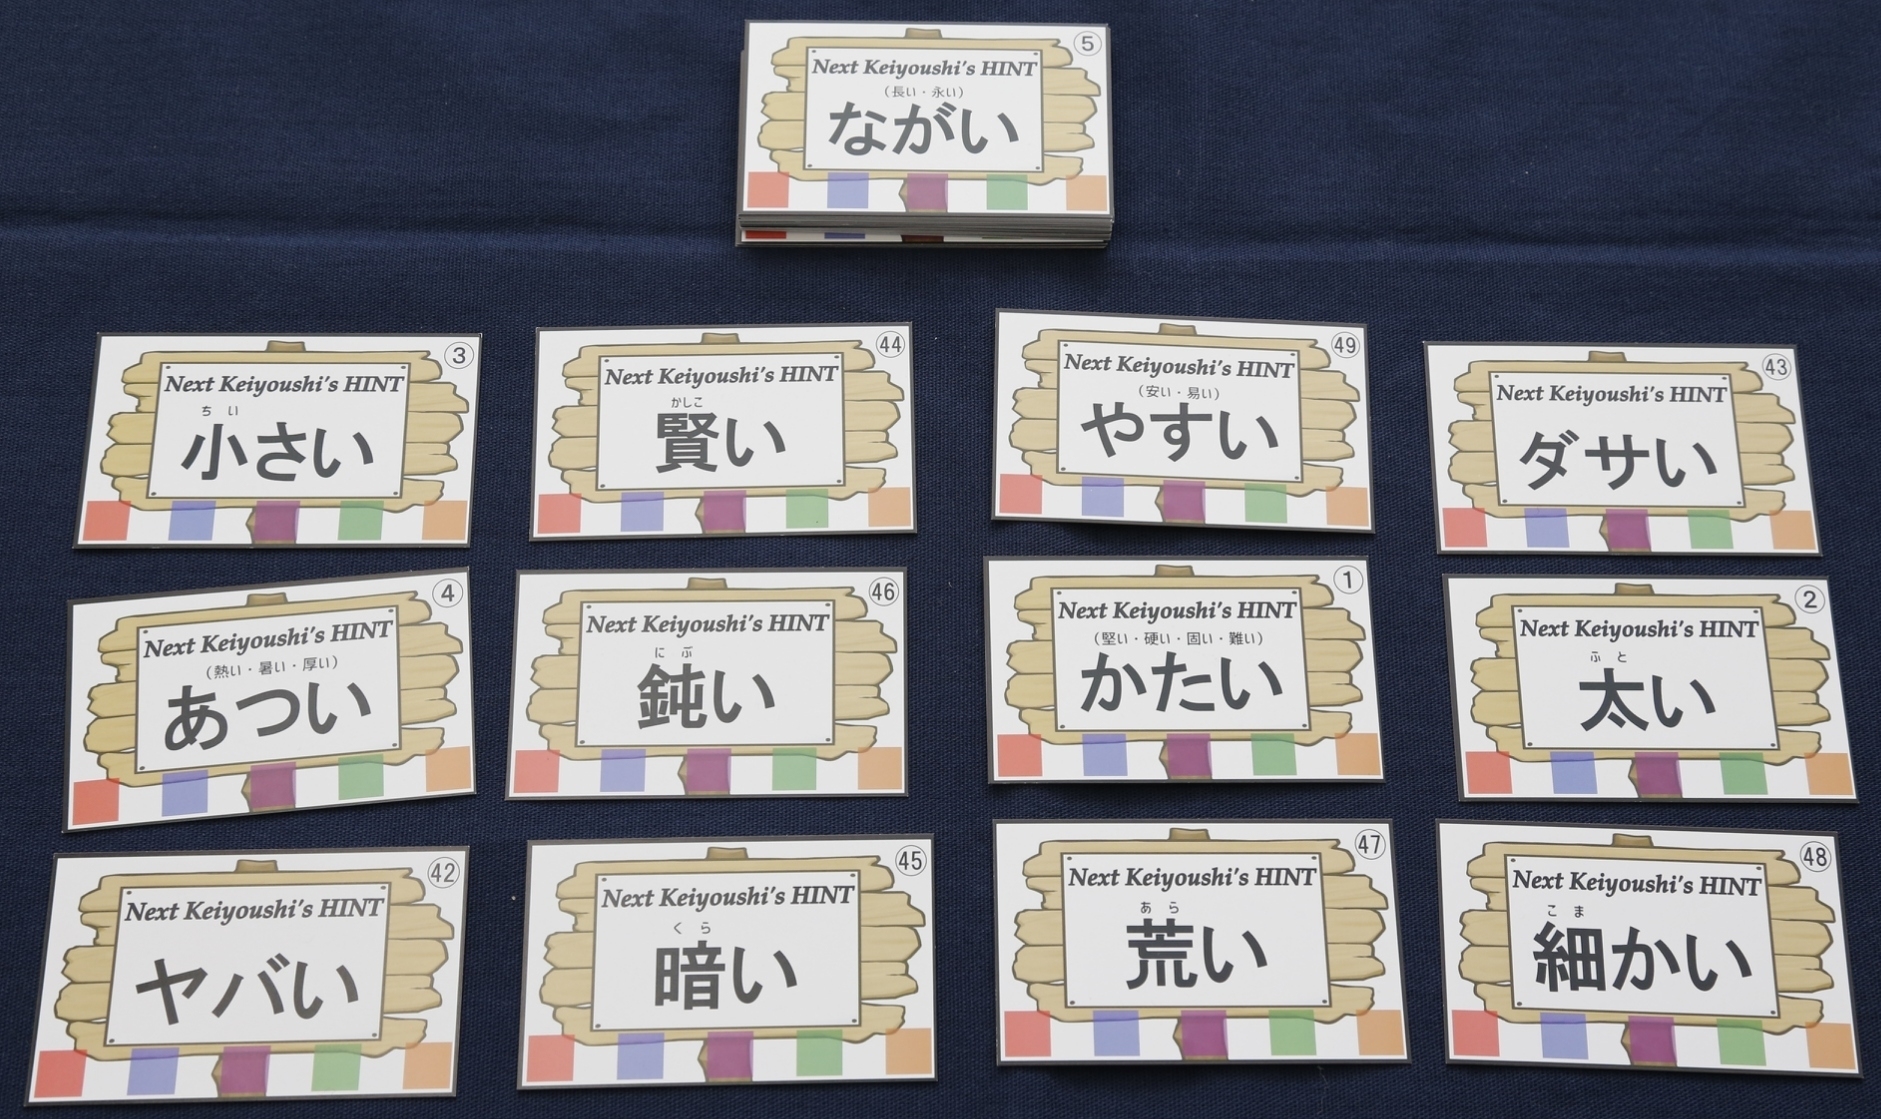 ⑤
Next Keiyoushi's HINT
（長い・永い）
ながい
③
Next Keiyoushi's HINT
ちい
小さい
㊹
Next Keiyoushi's HINT
かしこ
賢い
㊾
Next Keiyoushi's HINT
（安い・易い）
やすい
㊸
Next Keiyoushi's HINT
ダサい
④
Next Keiyoushi's HINT
（熱い・暑い・厚い）
あつい
㊻
Next Keiyoushi's HINT
にぶ
鈍い
①
Next Keiyoushi's HINT
（堅い・硬い・固い・難い）
かたい
②
Next Keiyoushi's HINT
ふと
太い
㊷
Next Keiyoushi's HINT
ヤバい
㊺
Next Keiyoushi's HINT
くら
暗い
㊼
Next Keiyoushi's HINT
あら
荒い
㊽
Next Keiyoushi's HINT
こま
細かい